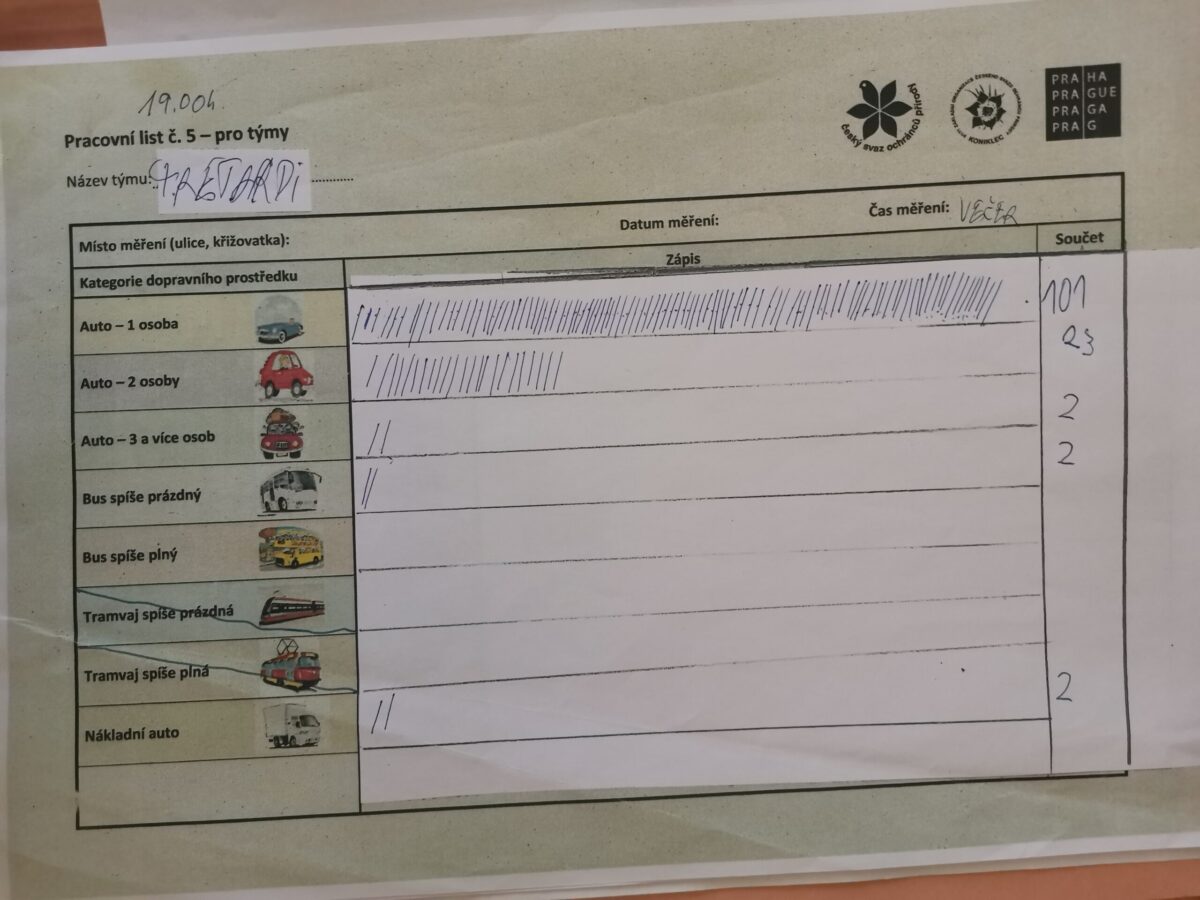 19.00h
Pracovní list č. 5 – pro týmy
Název týmu:
český svaz ochránců přírody
KONIKLEC
PRA HA
PRA GUE
PRA GA
PRA G
Místo měření (ulice, křižovatka): Datum měření: Čas měření: VEČER
Kategorie dopravního prostředku Zápis Součet
Auto – 1 osoba 101
Auto – 2 osoby 23
Auto – 3 a více osob 2
Bus spíše prázdný 2
Bus spíše plný
Tramvaj spíše prázdná
Tramvaj spíše plná
Nákladní auto 2